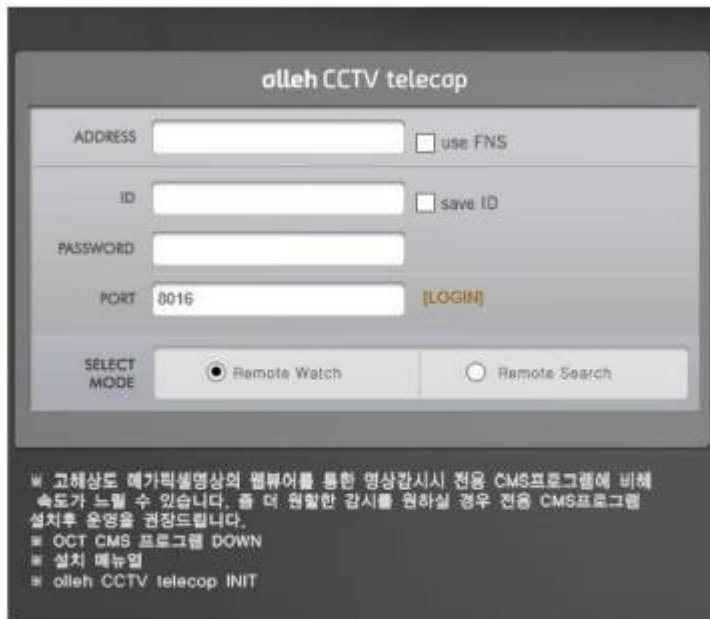 olleh CCTV telecop
ADDRESS
use FNS
ID
save ID
PASSWORD
PORT
8016
[LOGIN]
SELECT
MODE
Remote Watch
Remote Search
※ 고해상도 메가픽셀영상의 웹뷰어를 통한 영상감시시 전용 CMS프로그램에 비해
속도가 느릴 수 있습니다. 좀 더 원할한 감시를 원하실 경우 전용 CMS프로그램
설치후 운영을 권장드립니다.
※ OCT CMS 프로그램 DOWN
※ 설치 메뉴얼
※ olleh CCTV telecop INIT